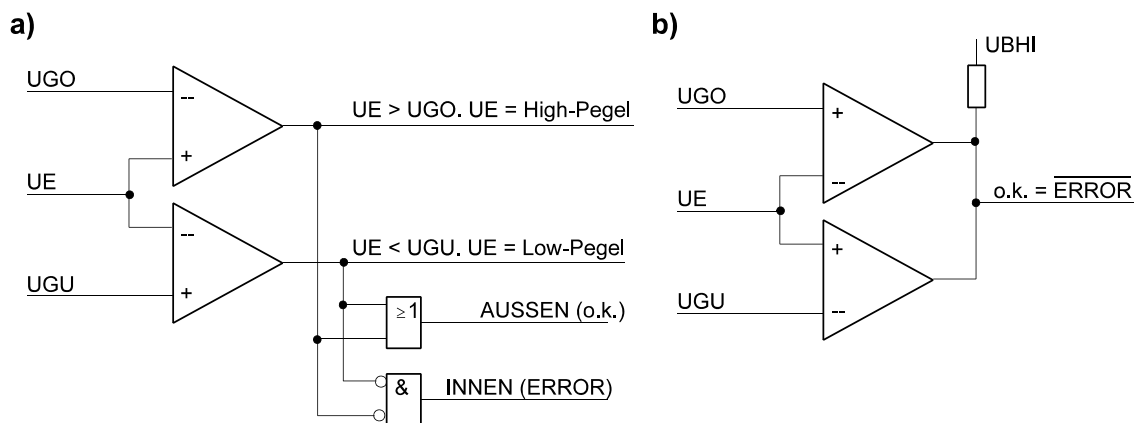 a)
UGO
--
+
UE > UGO. UE = High-Pegel
UE
--
+
UGU
UE < UGU. UE = Low-Pegel
≥1
AUSSEN (o.k.)
&
INNEN (ERROR)
b)
UBHI
UGO
+
--
UE
o.k. = ERROR
+
--
UGU